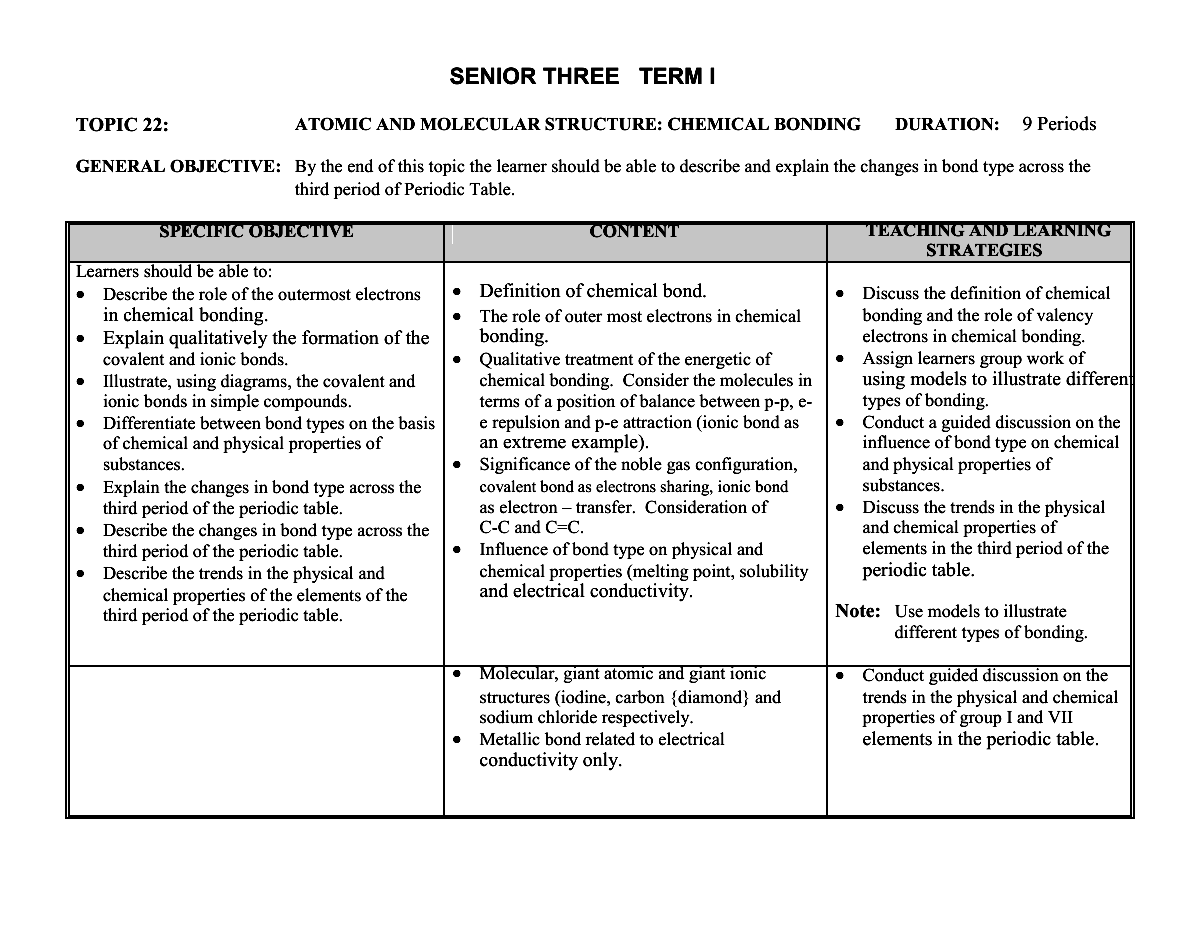 SENIOR THREE TERM I
TOPIC 22: ATOMIC AND MOLECULAR STRUCTURE: CHEMICAL BONDING DURATION: 9 Periods
GENERAL OBJECTIVE: By the end of this topic the learner should be able to describe and explain the changes in bond type across the
third period of Periodic Table.
SPECIFIC OBJECTIVE
Learners should be able to:
• Describe the role of the outermost electrons
in chemical bonding.
• Explain qualitatively the formation of the
covalent and ionic bonds.
• Illustrate, using diagrams, the covalent and
ionic bonds in simple compounds.
• Differentiate between bond types on the basis
of chemical and physical properties of
substances.
• Explain the changes in bond type across the
third period of the periodic table.
• Describe the changes in bond type across the
third period of the periodic table.
• Describe the trends in the physical and
chemical properties of the elements of the
third period of the periodic table.
CONTENT
• Definition of chemical bond.
• The role of outer most electrons in chemical
bonding.
• Qualitative treatment of the energetic of
chemical bonding. Consider the molecules in
terms of a position of balance between p-p, e-
e repulsion and p-e attraction (ionic bond as
an extreme example).
• Significance of the noble gas configuration,
covalent bond as electrons sharing, ionic bond
as electron – transfer. Consideration of
C-C and C=C.
• Influence of bond type on physical and
chemical properties (melting point, solubility
and electrical conductivity.
TEACHING AND LEARNING
STRATEGIES
• Discuss the definition of chemical
bonding and the role of valency
electrons in chemical bonding.
• Assign learners group work of
using models to illustrate different
types of bonding.
• Conduct a guided discussion on the
influence of bond type on chemical
and physical properties of
substances.
• Discuss the trends in the physical
and chemical properties of
elements in the third period of the
periodic table.
Note: Use models to illustrate
different types of bonding.
• Molecular, giant atomic and giant ionic
structures (iodine, carbon {diamond} and
sodium chloride respectively.
• Metallic bond related to electrical
conductivity only.
• Conduct guided discussion on the
trends in the physical and chemical
properties of group I and VII
elements in the periodic table.